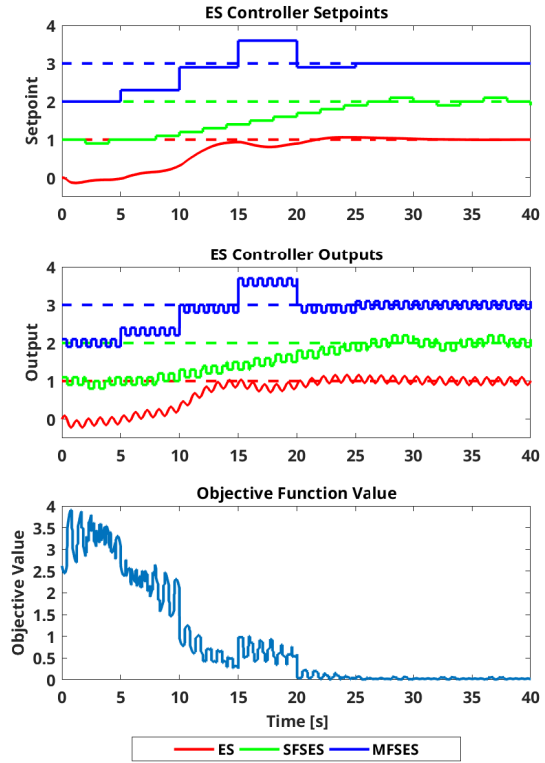 ES Controller Setpoints
Setpoint
4
3
2
1
0
0 5 10 15 20 25 30 35 40
ES Controller Outputs
Output
4
3
2
1
0
0 5 10 15 20 25 30 35 40
Objective Function Value
Objective Value
4
3.5
3
2.5
2
1.5
1
0.5
0
0 5 10 15 20 25 30 35 40
Time [s]
ES SFSES MFSES